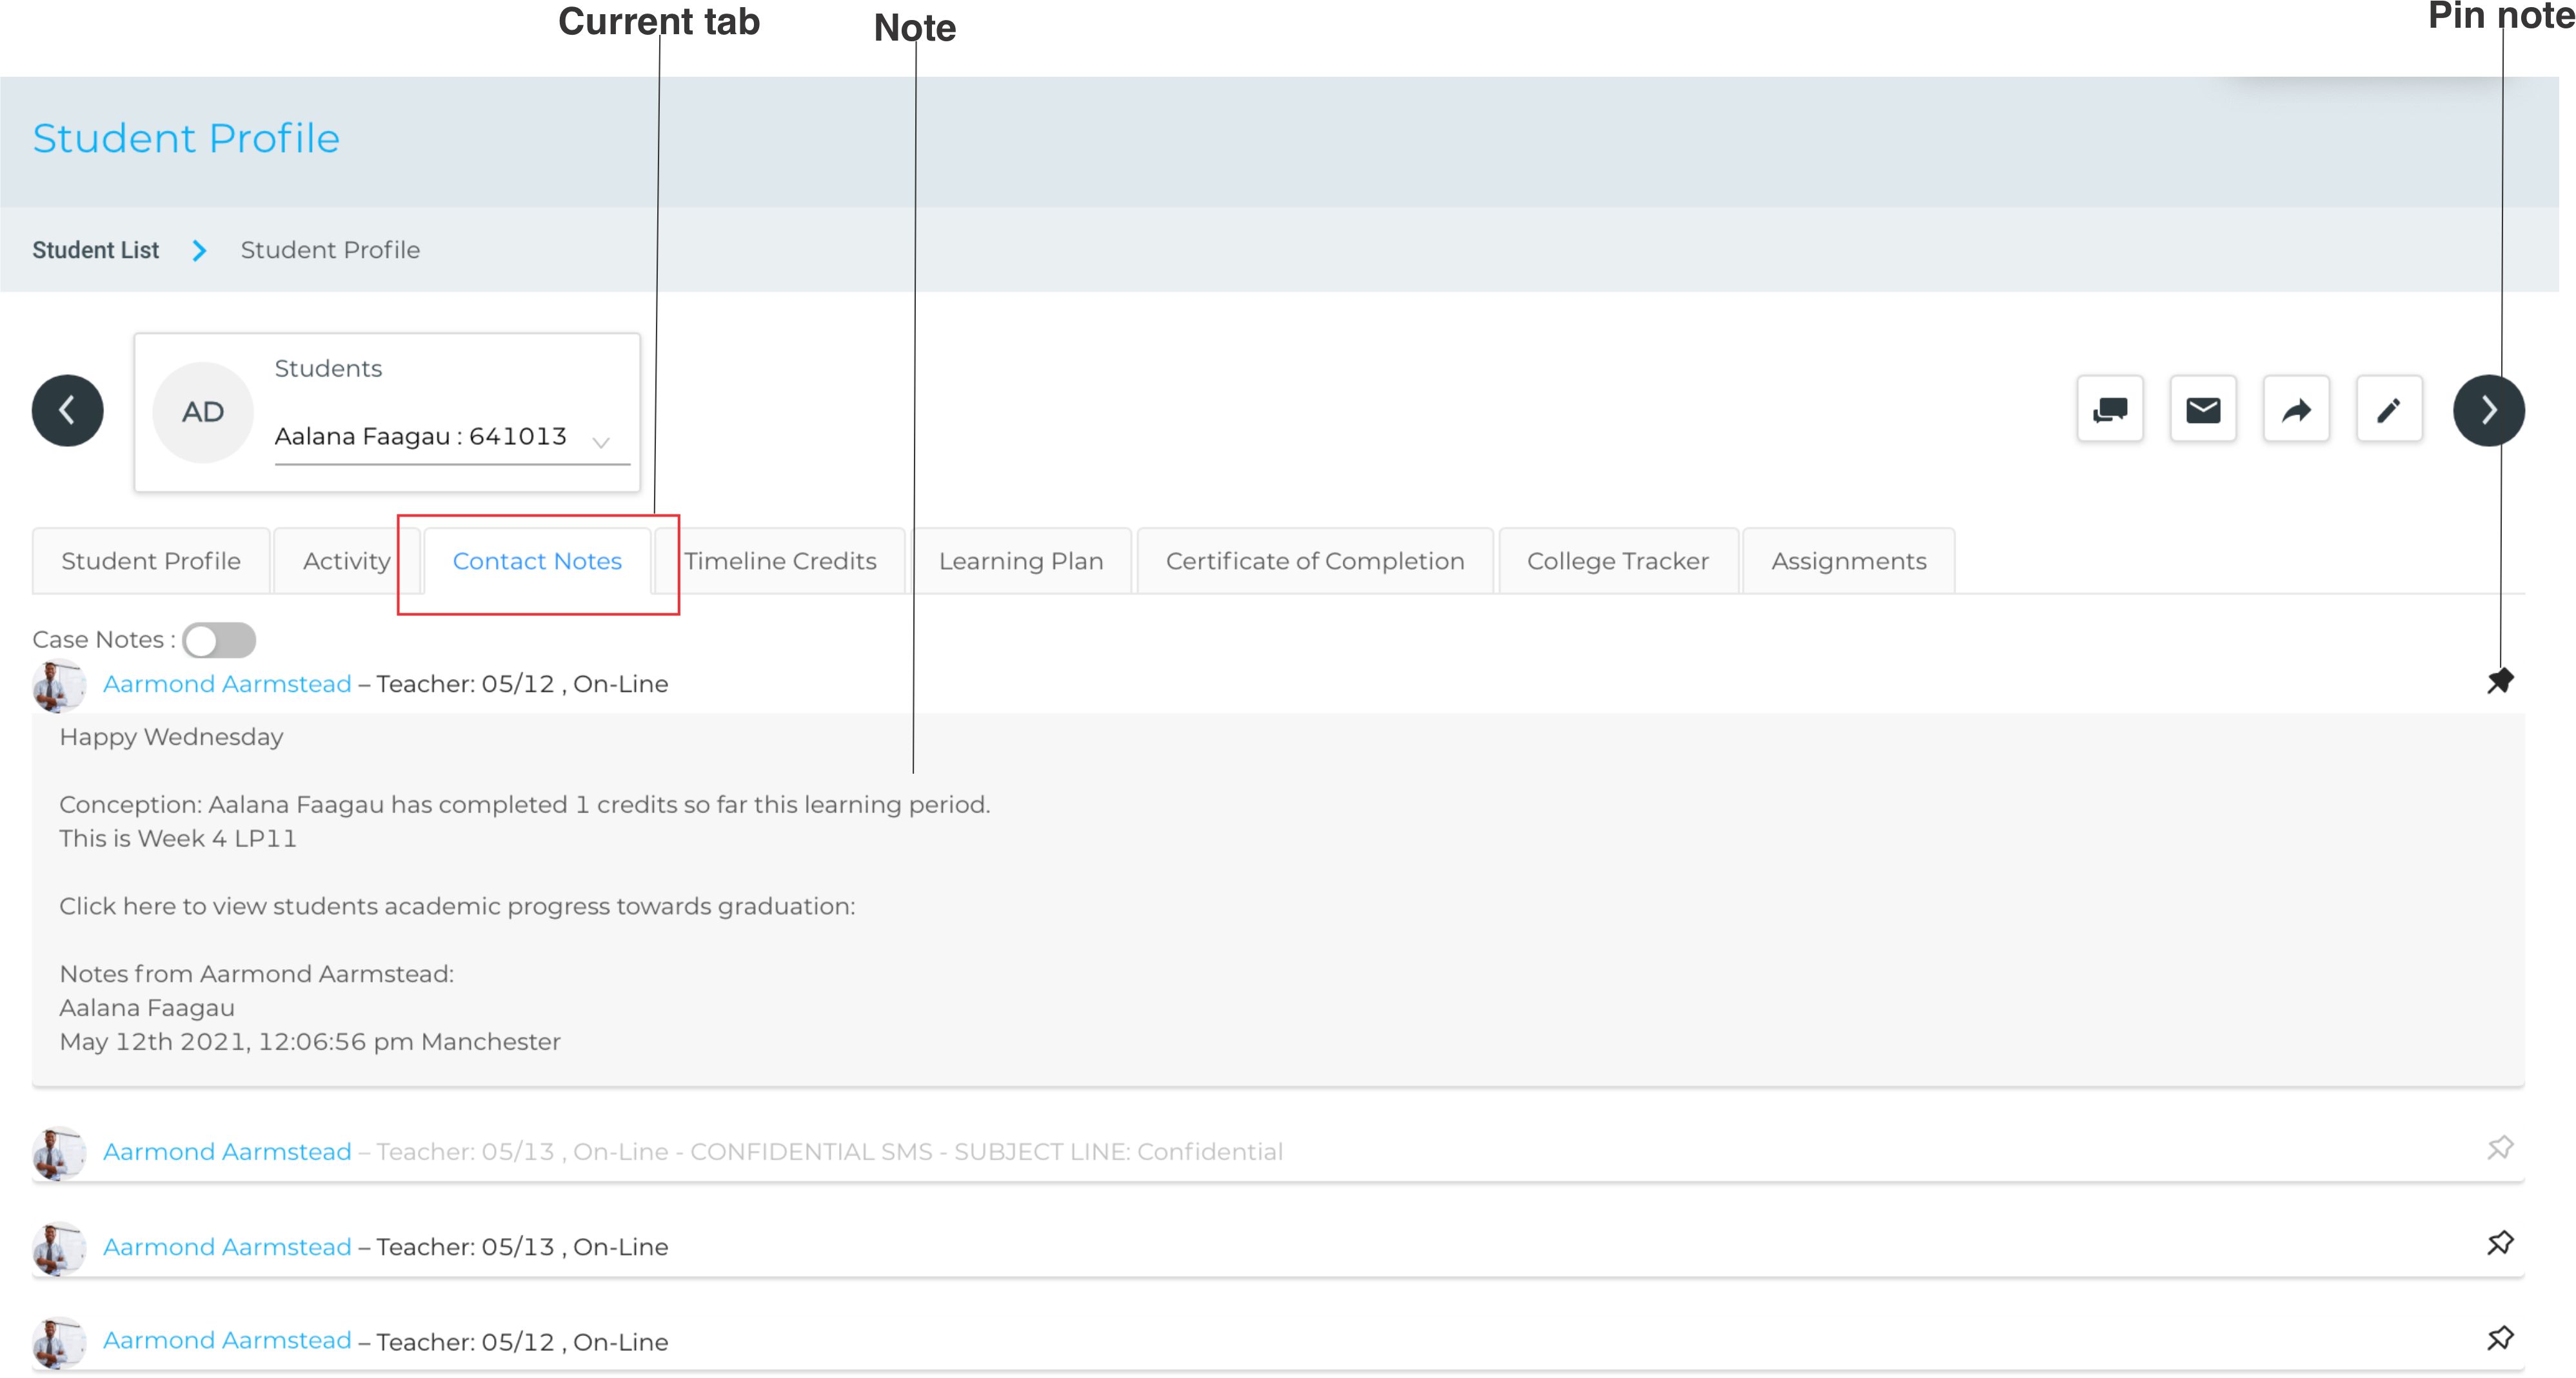 Current tab
Note
Pin note
Student Profile
Student List
Student Profile
AD
Students
Aalana Faagau : 641013
Student Profile
Activity
Contact Notes
Timeline Credits
Learning Plan
Certificate of Completion
College Tracker
Assignments
Case Notes :
Aarmond Aarmstead – Teacher: 05/12 , On-Line
Happy Wednesday
Conception: Aalana Faagau has completed 1 credits so far this learning period.
This is Week 4 LP11
Click here to view students academic progress towards graduation:
Notes from Aarmond Aarmstead:
Aalana Faagau
May 12th 2021, 12:06:56 pm Manchester
Aarmond Aarmstead – Teacher: 05/13 , On-Line - CONFIDENTIAL SMS - SUBJECT LINE: Confidential
Aarmond Aarmstead – Teacher: 05/13 , On-Line
Aarmond Aarmstead – Teacher: 05/12 , On-Line